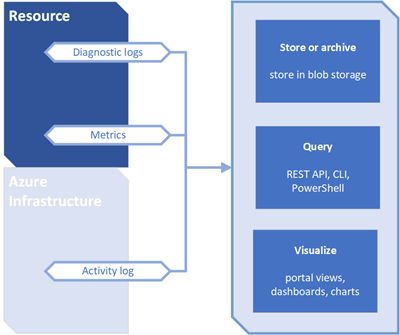 Resource
Diagnostic logs
Metrics
Azure
Infrastructure
Activity log
Store or archive
store in blob storage
Query
REST API, CLI,
PowerShell
Visualize
portal views,
dashboards, charts